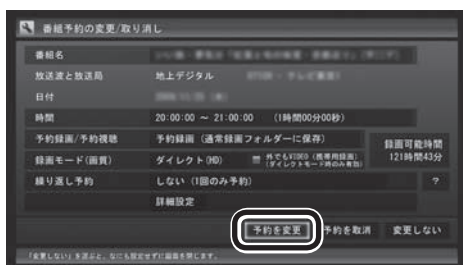 番組予約の変更/取り消し
番組名
放送波と放送局 地上デジタル
日付
時間 20:00:00 ～ 21:00:00 (1時間00分00秒)
予約録画/予約視聴 予約録画 (通常録画フォルダーに保存)
録画可能時間
121時間43分
録画モード(画質) ダイレクト(HD) 外でもVIDEO (携帯用録画)
(ダイレクトモード時のみ有効)
繰り返し予約 しない (1回のみ予約) ?
詳細設定
予約を変更 予約を取消 変更しない
「変更しない」を選ぶと、なにも設定せずに画面を閉じます。